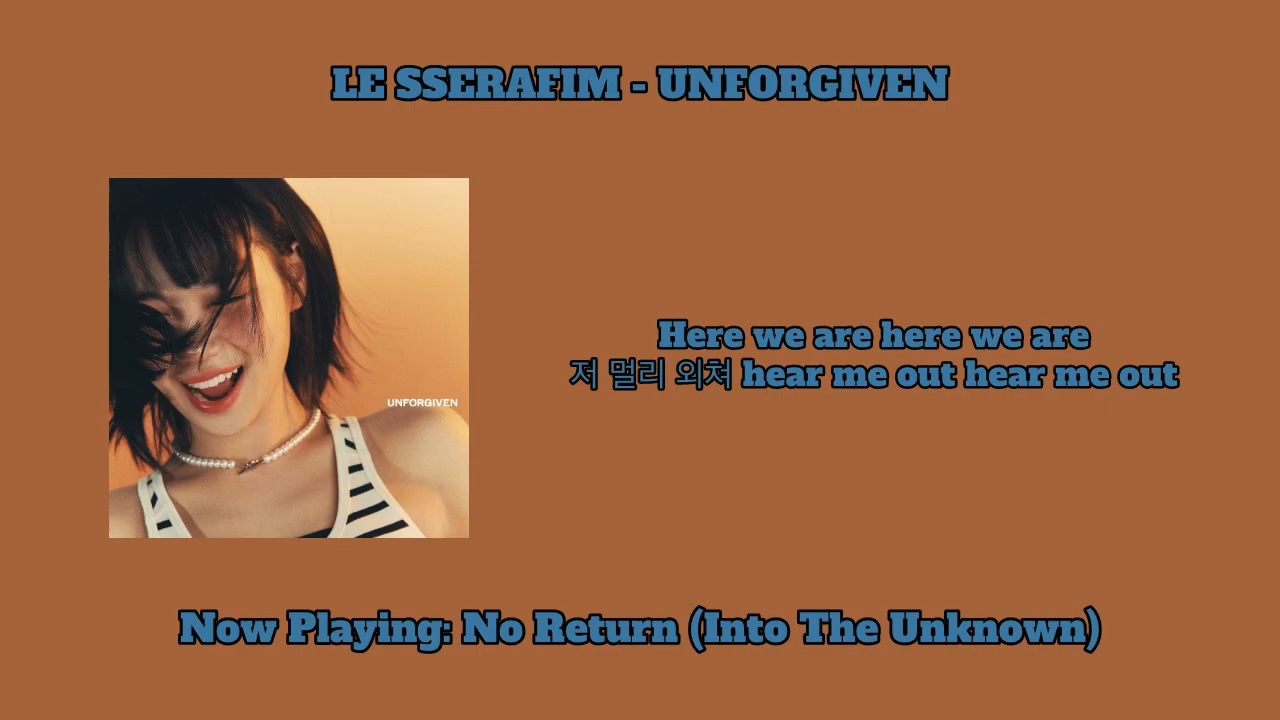 LE SSERAFIM - UNFORGIVEN
UNFORGIVEN
Here we are here we are
저 멀리 외쳐 hear me out hear me out
Now Playing: No Return (Into The Unknown)